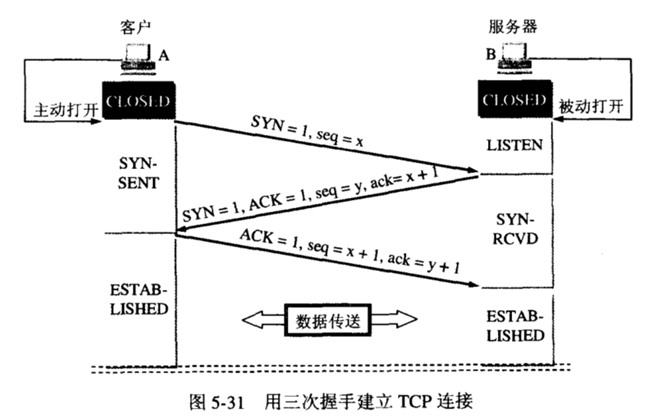 客户
服务器
A
B
主动打开
CLOSED
CLOSED
被动打开
SYN = 1, seq = x
LISTEN
SYN-
SENT
SYN = 1, ACK = 1, seq = y, ack= x + 1
SYN-
RCVD
ACK = 1, seq = x + 1, ack = y + 1
ESTAB-
LISHED
数据传送
ESTAB-
LISHED
图 5-31 用三次握手建立 TCP 连接